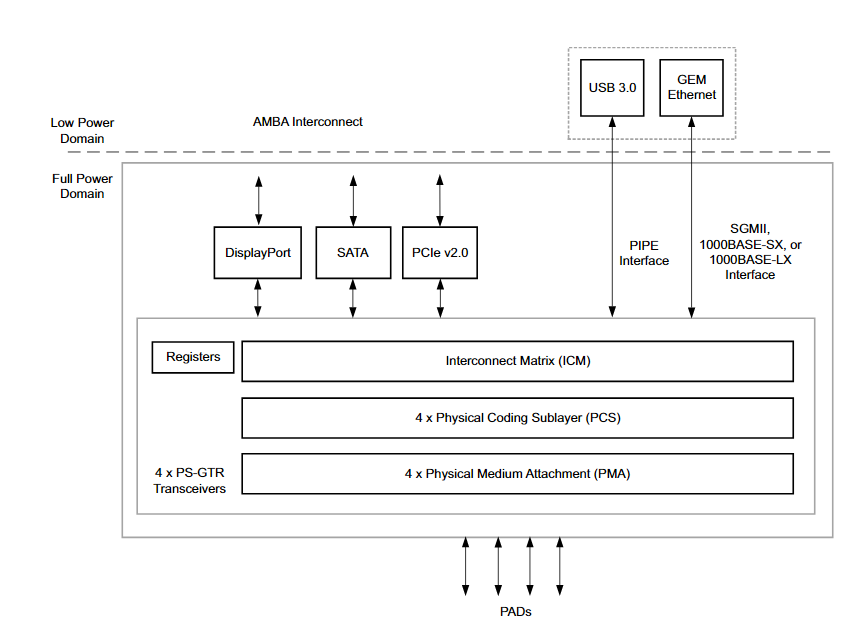 USB 3.0
GEM
Ethernet
Low Power
Domain
AMBA Interconnect
Full Power
Domain
DisplayPort
SATA
PCIe v2.0
PIPE
Interface
SGMII,
1000BASE-SX, or
1000BASE-LX
Interface
Registers
Interconnect Matrix (ICM)
4 x Physical Coding Sublayer (PCS)
4 x PS-GTR
Transceivers
4 x Physical Medium Attachment (PMA)
PADs